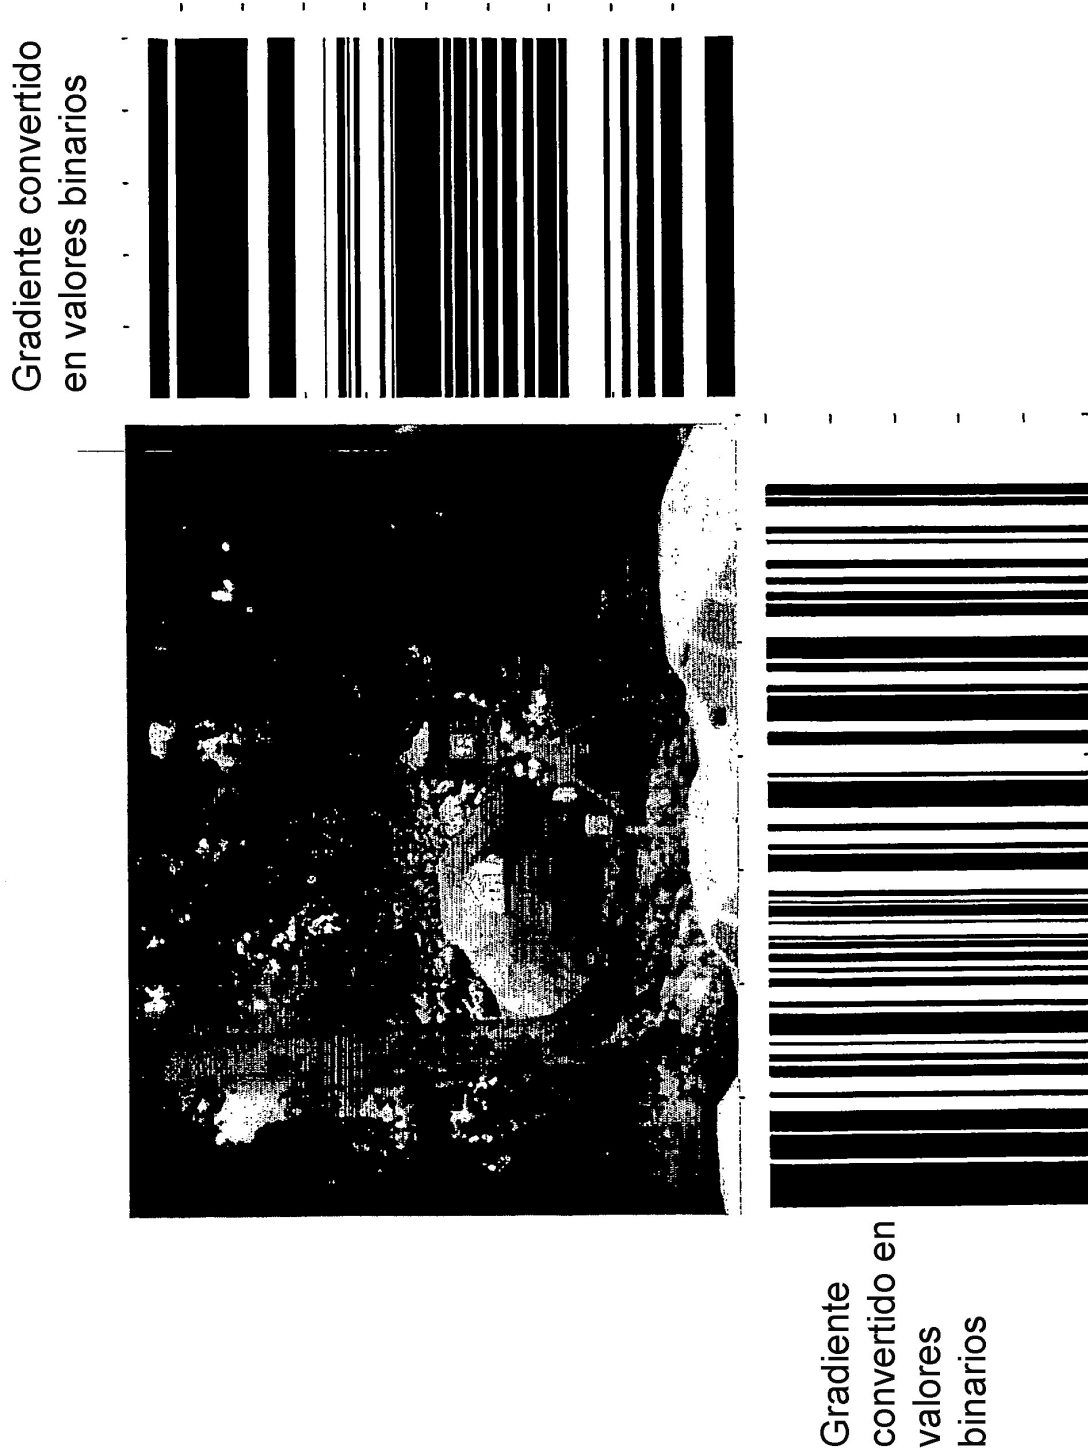 Gradiente convertido
en valores binarios
Gradiente
convertido en
valores
binarios